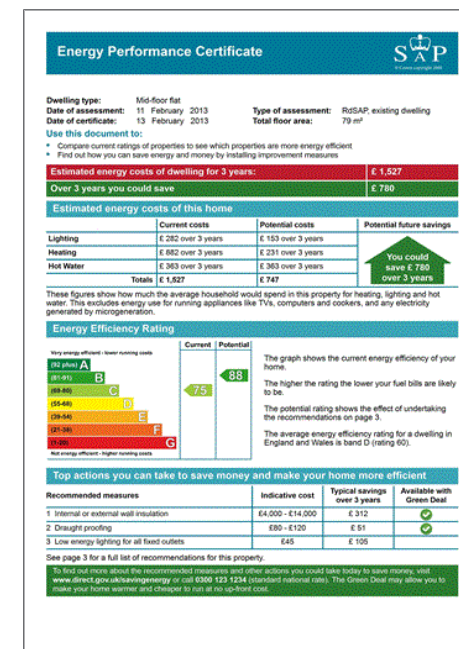 Energy Performance Certificate
SAP
© Crown copyright 2009
Dwelling type: Mid-floor flat
Date of assessment: 11 February 2013 Type of assessment: RdSAP, existing dwelling
Date of certificate: 13 February 2013 Total floor area: 79 m²
Use this document to:
• Compare current ratings of properties to see which properties are more energy efficient
• Find out how you can save energy and money by installing improvement measures
Estimated energy costs of dwelling for 3 years: £ 1,527
Over 3 years you could save £ 780
Estimated energy costs of this home
Current costs Potential costs Potential future savings
Lighting £ 282 over 3 years £ 153 over 3 years
Heating £ 882 over 3 years £ 231 over 3 years
Hot Water £ 363 over 3 years £ 363 over 3 years
Totals £ 1,527 £ 747
You could
save £ 780
over 3 years
These figures show how much the average household would spend in this property for heating, lighting and hot
water. This excludes energy use for running appliances like TVs, computers and cookers, and any electricity
generated by microgeneration.
Energy Efficiency Rating
Current Potential
Very energy efficient - lower running costs
(92 plus) A
(81-91) B
(69-80) C
(55-68) D
(39-54) E
(21-38) F
(1-20) G
Not energy efficient - higher running costs
75
88
The graph shows the current energy efficiency of your
home.
The higher the rating the lower your fuel bills are likely
to be.
The potential rating shows the effect of undertaking
the recommendations on page 3.
The average energy efficiency rating for a dwelling in
England and Wales is band D (rating 60).
Top actions you can take to save money and make your home more efficient
Recommended measures Indicative cost Typical savings over 3 years Available with Green Deal
1 Internal or external wall insulation £4,000 - £14,000 £ 312
2 Draught proofing £80 - £120 £ 51
3 Low energy lighting for all fixed outlets £45 £ 105
See page 3 for a full list of recommendations for this property.
To find out more about the recommended measures and other actions you could take today to save money, visit
www.direct.gov.uk/savingenergy or call 0300 123 1234 (standard national rate). The Green Deal may allow you to
make your home warmer and cheaper to run at no up-front cost.